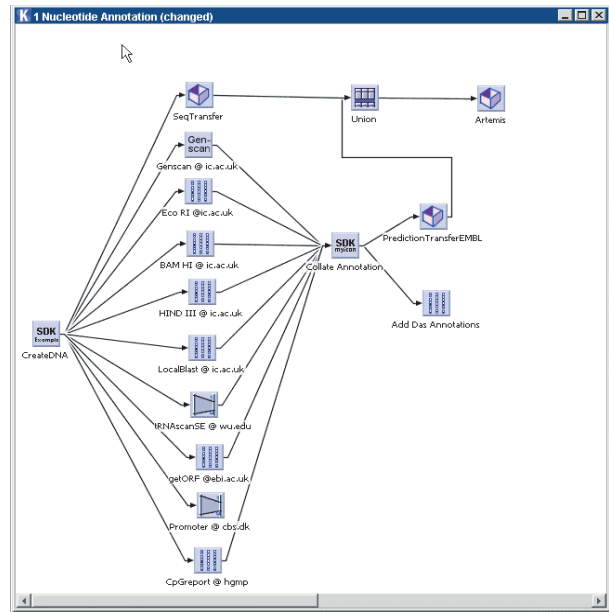 K 1 Nucleotide Annotation (changed)
SeqTransfer
Union
Artemis
Gen-
scan
Genscan @ ic.ac.uk
Eco RI @ic.ac.uk
PredictionTransferEMBL
SDK
myIcon
Collate Annotation
BAM HI @ ic.ac.uk
HIND III @ ic.ac.uk
Add Das Annotations
SDK
Example
CreateDNA
LocalBlast @ ic.ac.uk
tRNAscanSE @ wu.edu
getORF @ebi.ac.uk
Promoter @ cbs.dk
CpGreport @ hgmp